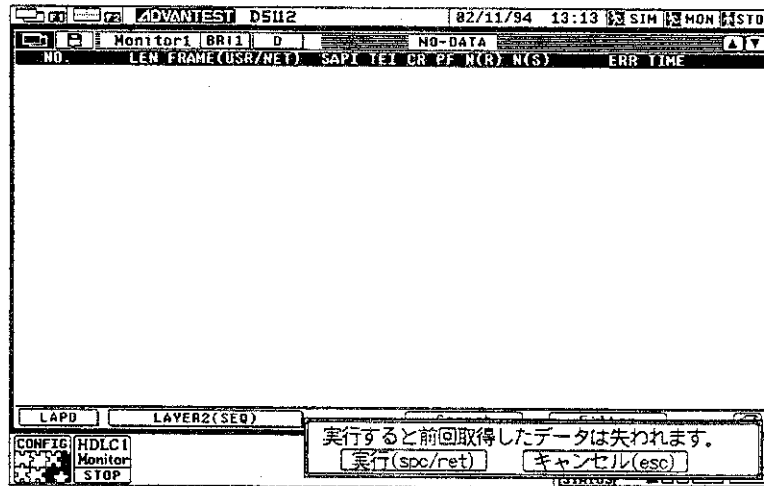 F1 F2 ADVANTEST D5112 02/11/94 13:13 SIM MON STO
Monitor1 BRI1 D NO-DATA
NO. LEN FRAME(USR/NET) SAPI TEI CR PF N(R) N(S) ERR TIME
LAPD LAYER2(SEQ)
CONFIG HDLC1
Monitor
STOP
実行すると前回取得したデータは失われます。
実行(spc/ret) キャンセル(esc)